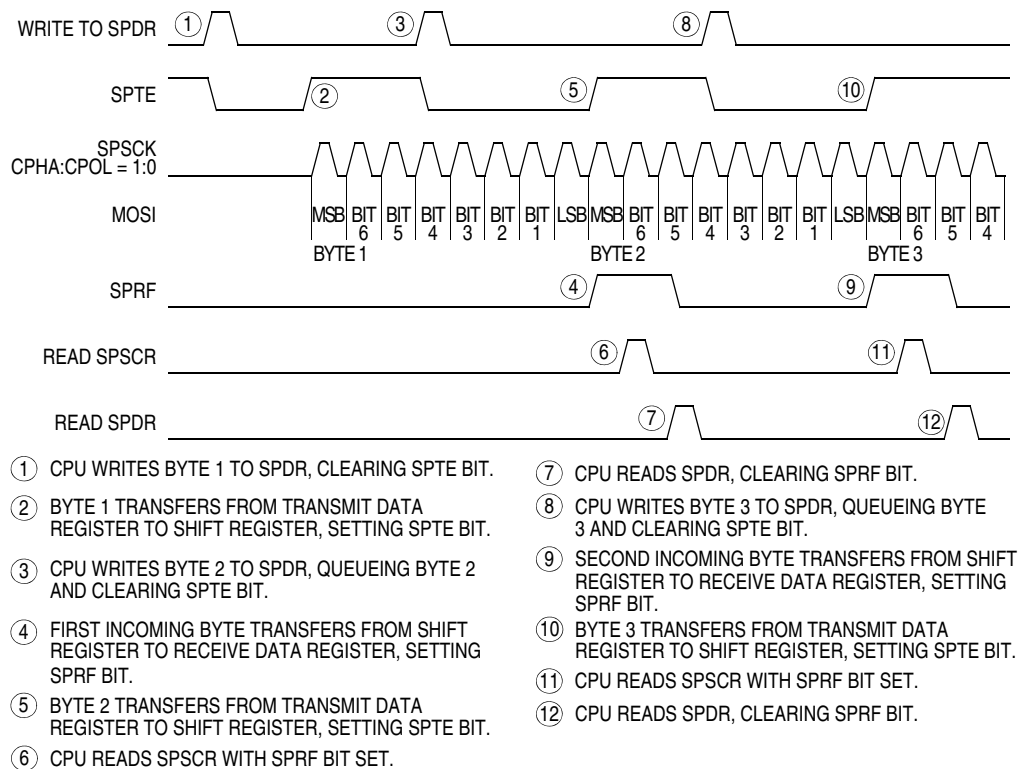 WRITE TO SPDR
1
3
8
SPTE
2
5
10
SPSCK
CPHA:CPOL = 1:0
MOSI
MSB BIT BIT BIT BIT BIT BIT LSB MSB BIT BIT BIT BIT BIT BIT LSB MSB BIT BIT BIT
6 5 4 3 2 1 6 5 4 3 2 1 6 5 4
BYTE 1 BYTE 2 BYTE 3
SPRF
4
9
READ SPSCR
6
11
READ SPDR
7
12
1 CPU WRITES BYTE 1 TO SPDR, CLEARING SPTE BIT.
2 BYTE 1 TRANSFERS FROM TRANSMIT DATA
REGISTER TO SHIFT REGISTER, SETTING SPTE BIT.
3 CPU WRITES BYTE 2 TO SPDR, QUEUEING BYTE 2
AND CLEARING SPTE BIT.
4 FIRST INCOMING BYTE TRANSFERS FROM SHIFT
REGISTER TO RECEIVE DATA REGISTER, SETTING
SPRF BIT.
5 BYTE 2 TRANSFERS FROM TRANSMIT DATA
REGISTER TO SHIFT REGISTER, SETTING SPTE BIT.
6 CPU READS SPSCR WITH SPRF BIT SET.
7 CPU READS SPDR, CLEARING SPRF BIT.
8 CPU WRITES BYTE 3 TO SPDR, QUEUEING BYTE
3 AND CLEARING SPTE BIT.
9 SECOND INCOMING BYTE TRANSFERS FROM SHIFT
REGISTER TO RECEIVE DATA REGISTER, SETTING
SPRF BIT.
10 BYTE 3 TRANSFERS FROM TRANSMIT DATA
REGISTER TO SHIFT REGISTER, SETTING SPTE BIT.
11 CPU READS SPSCR WITH SPRF BIT SET.
12 CPU READS SPDR, CLEARING SPRF BIT.